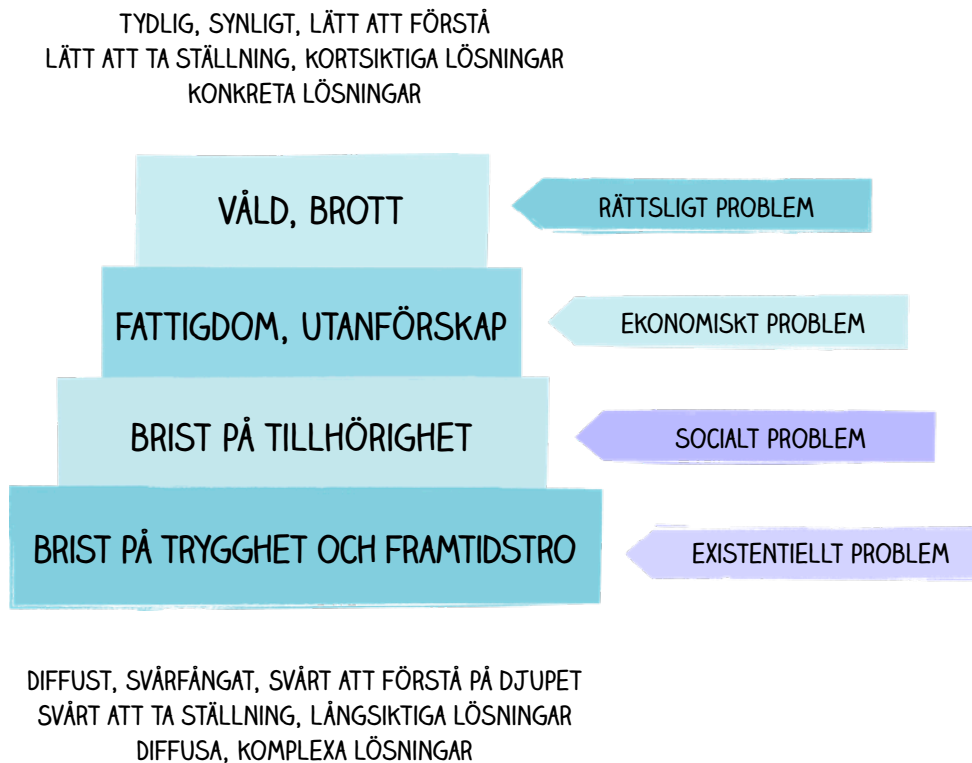 TYDLIG, SYNLIGT, LÄTT ATT FÖRSTÅ
LÄTT ATT TA STÄLLNING, KORTSIKTIGA LÖSNINGAR
KONKRETA LÖSNINGAR
VÅLD, BROTT
RÄTTSLIGT PROBLEM
FATTIGDOM, UTANFÖRSKAP
EKONOMISKT PROBLEM
BRIST PÅ TILLHÖRIGHET
SOCIALT PROBLEM
BRIST PÅ TRYGGHET OCH FRAMTIDSTRO
EXISTENTIELLT PROBLEM
DIFFUST, SVÅRFÅNGAT, SVÅRT ATT FÖRSTÅ PÅ DJUPET
SVÅRT ATT TA STÄLLNING, LÅNGSIKTIGA LÖSNINGAR
DIFFUSA, KOMPLEXA LÖSNINGAR